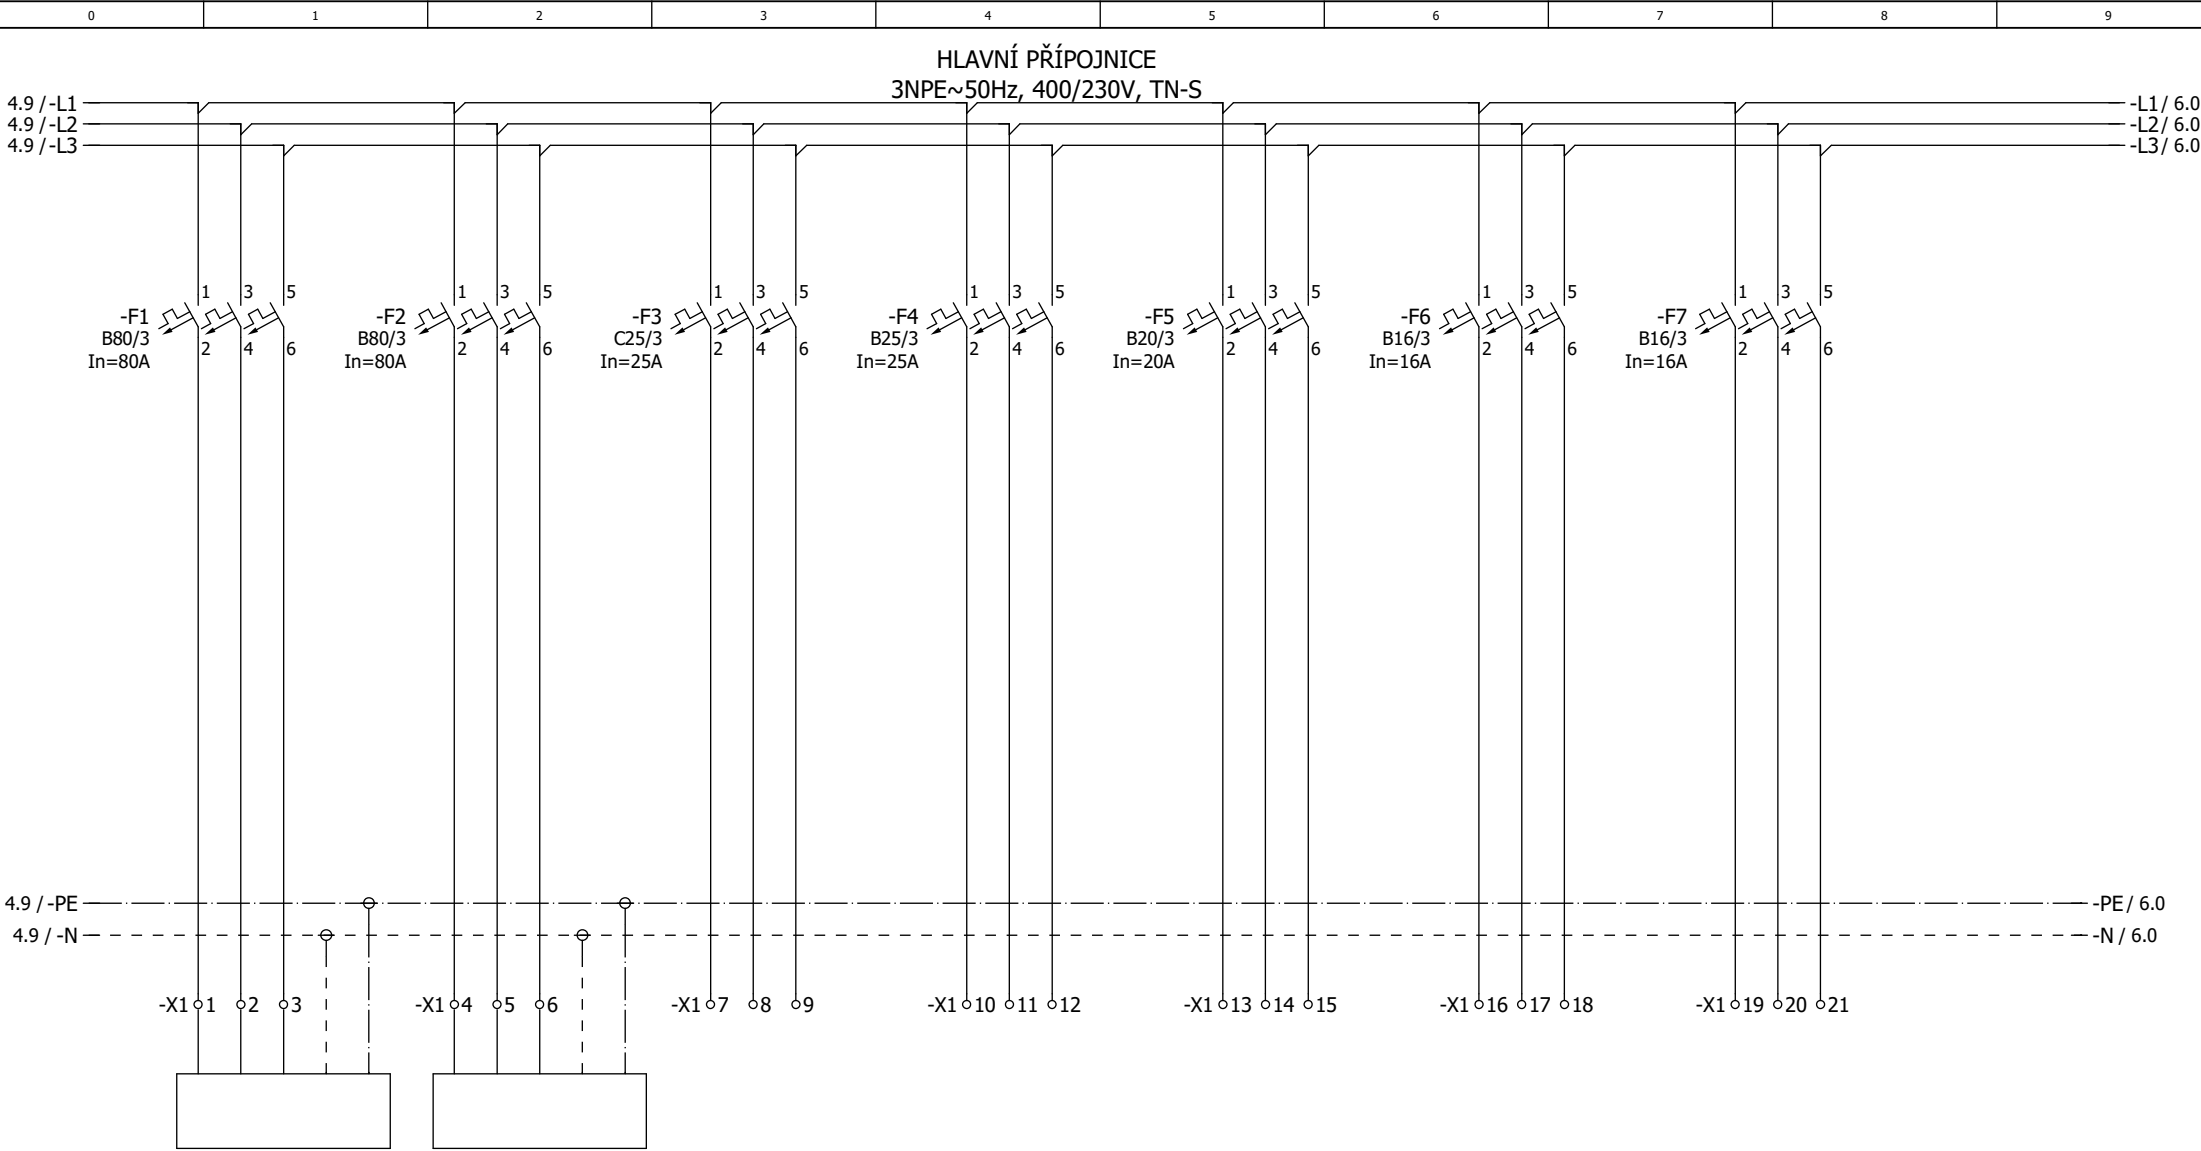 0 1 2 3 4 5 6 7 8 9
HLAVNÍ PŘÍPOJNICE
3NPE~50Hz, 400/230V, TN-S
4.9 / -L1 -L1 / 6.0
4.9 / -L2 -L2 / 6.0
4.9 / -L3 -L3 / 6.0
1 3 5 1 3 5 1 3 5 1 3 5 1 3 5 1 3 5 1 3 5
-F1 -F2 -F3 -F4 -F5 -F6 -F7
B80/3 B80/3 C25/3 B25/3 B20/3 B16/3 B16/3
2 4 6 2 4 6 2 4 6 2 4 6 2 4 6 2 4 6 2 4 6
In=80A In=80A In=25A In=25A In=20A In=16A In=16A
4.9 / -PE -PE / 6.0
4.9 / -N -N / 6.0
-X1 1 2 3 -X1 4 5 6 -X1 7 8 9 -X1 10 11 12 -X1 13 14 15 -X1 16 17 18 -X1 19 20 21